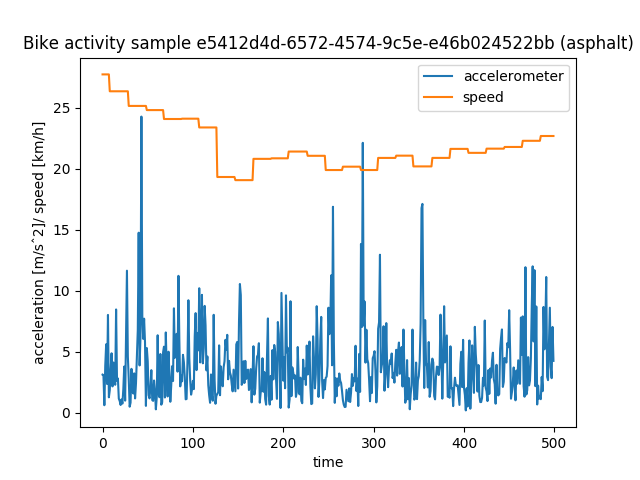 Bike activity sample e5412d4d-6572-4574-9c5e-e46b024522bb (asphalt)
accelerometer
speed
acceleration [m/s^2]/ speed [km/h]
25
20
15
10
5
0
0 100 200 300 400 500
time